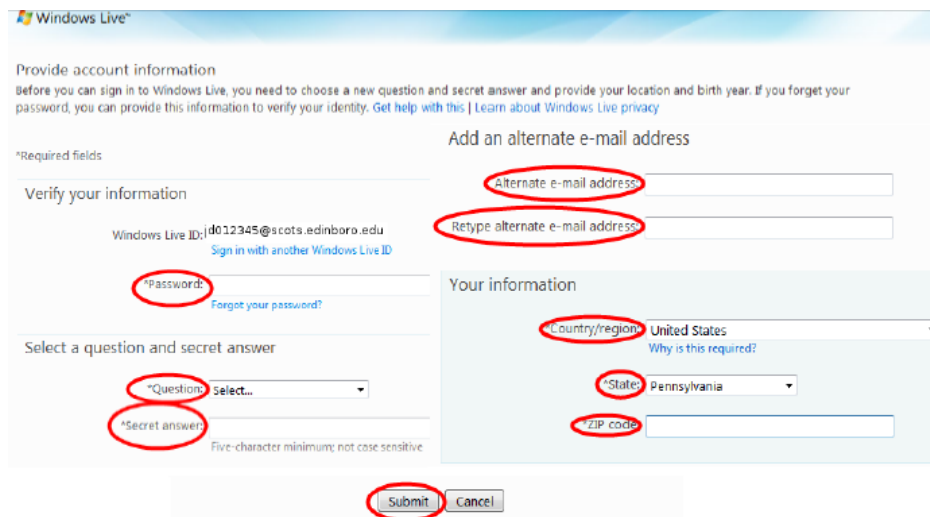 Windows Live™
Provide account information
Before you can sign in to Windows Live, you need to choose a new question and secret answer and provide your location and birth year. If you forget your
password, you can provide this information to verify your identity. Get help with this | Learn about Windows Live privacy
*Required fields
Verify your information
Windows Live ID: jd012345@scots.edinboro.edu
Sign in with another Windows Live ID
*Password:
Forgot your password?
Select a question and secret answer
*Question: Select...
*Secret answer:
Five-character minimum; not case sensitive
Add an alternate e-mail address
Alternate e-mail address:
Retype alternate e-mail address:
Your information
*Country/region: United States
Why is this required?
*State: Pennsylvania
*ZIP code:
Submit Cancel